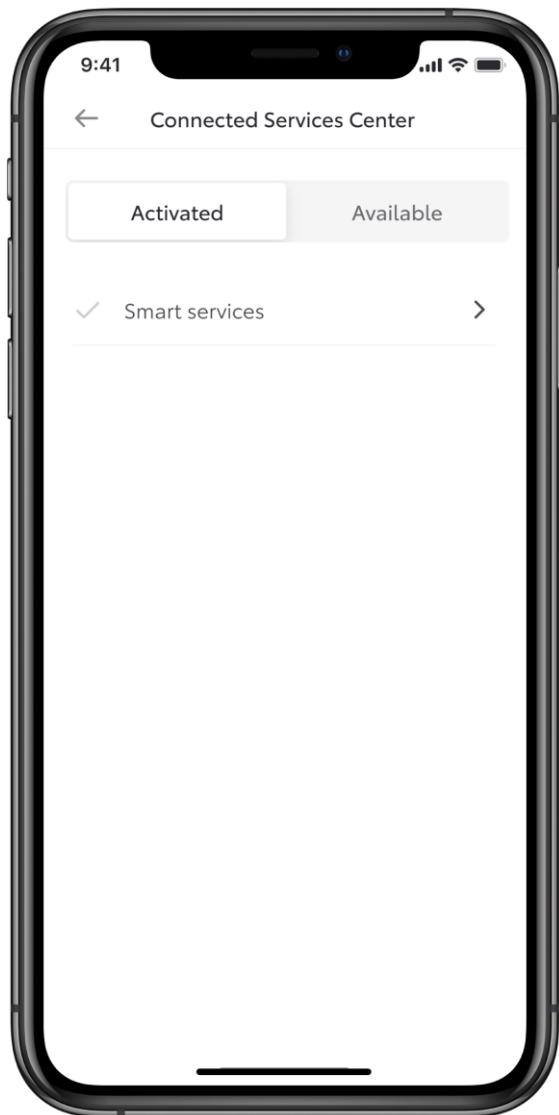 9:41
Connected Services Center
Activated
Available
Smart services